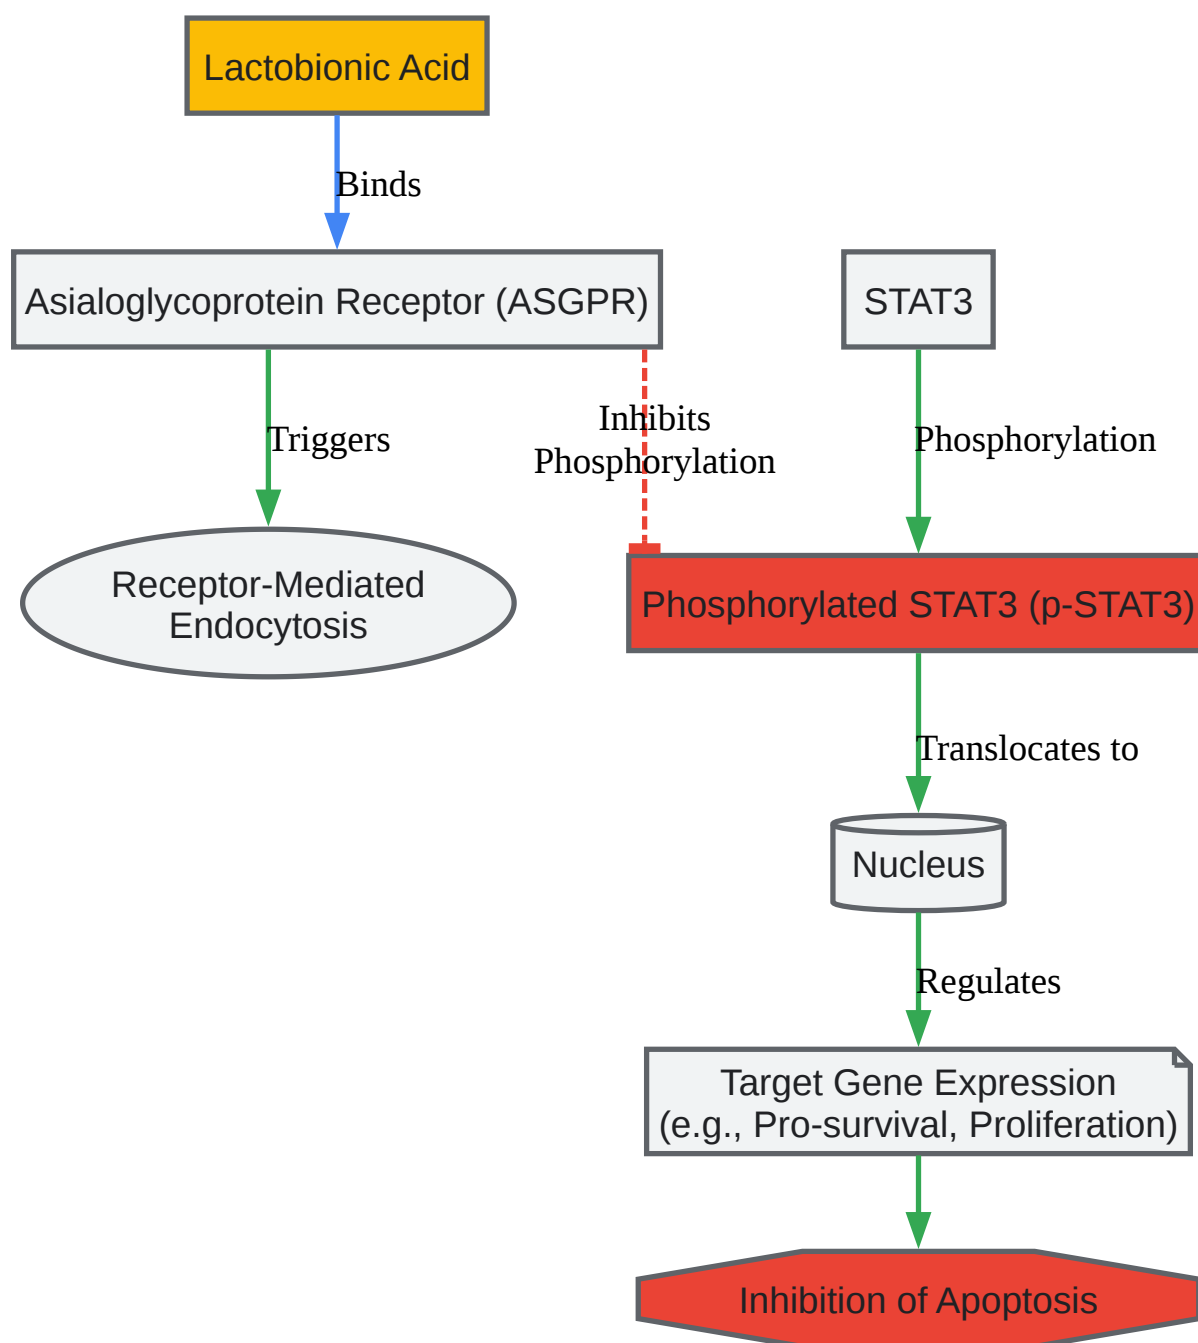 Lactobionic Acid
Binds
Asialoglycoprotein Receptor (ASGPR)
STAT3
Triggers
Inhibits
Phosphorylation
Phosphorylation
Receptor-Mediated
Endocytosis
Phosphorylated STAT3 (p-STAT3)
Translocates to
Nucleus
Regulates
Target Gene Expression
(e.g., Pro-survival, Proliferation)
Inhibition of Apoptosis